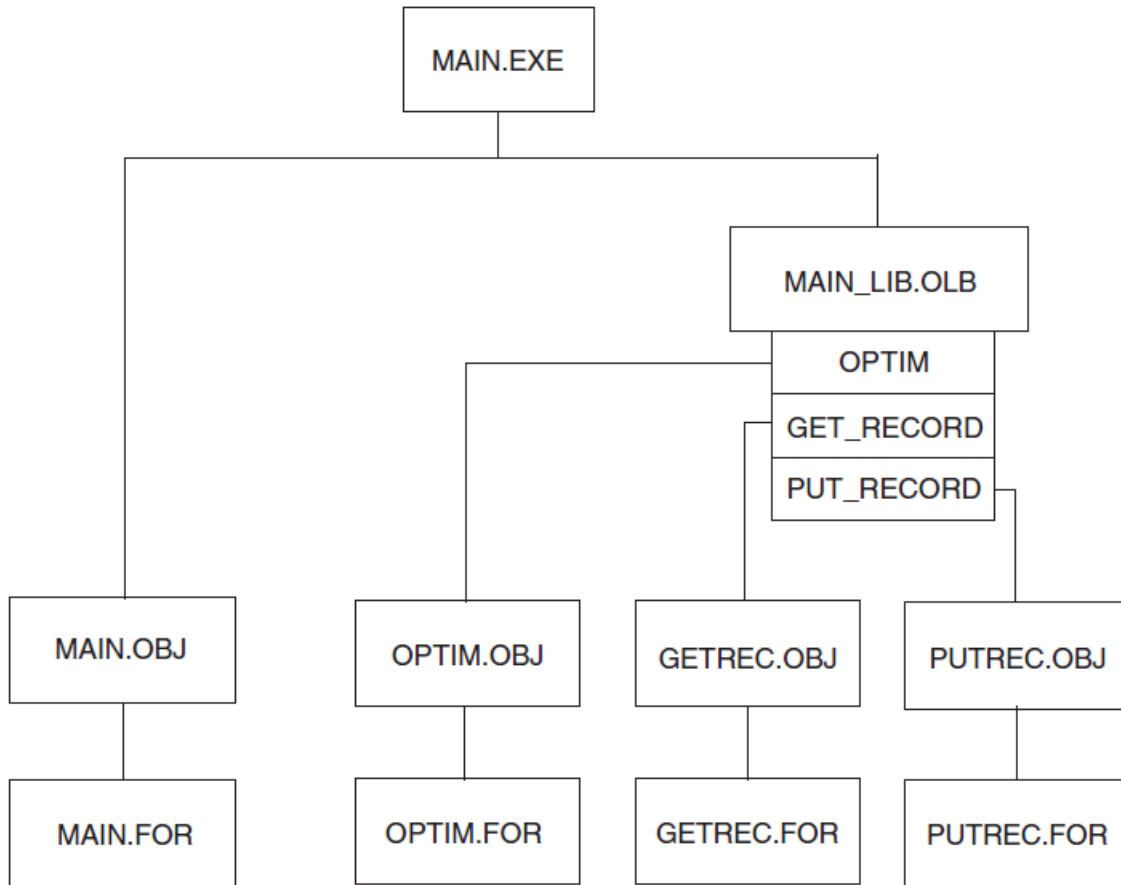 MAIN.EXE
MAIN_LIB.OLB
OPTIM
GET_RECORD
PUT_RECORD
MAIN.OBJ
OPTIM.OBJ
GETREC.OBJ
PUTREC.OBJ
MAIN.FOR
OPTIM.FOR
GETREC.FOR
PUTREC.FOR